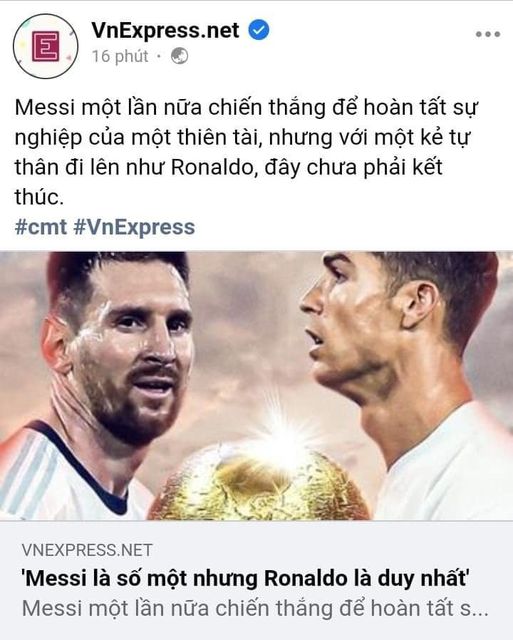 VnExpress.net
16 phút ·
Messi một lần nữa chiến thắng để hoàn tất sự
nghiệp của một thiên tài, nhưng với một kẻ tự
thân đi lên như Ronaldo, đây chưa phải kết
thúc.
#cmt #VnExpress
VNEXPRESS.NET
'Messi là số một nhưng Ronaldo là duy nhất'
Messi một lần nữa chiến thắng để hoàn tất s...